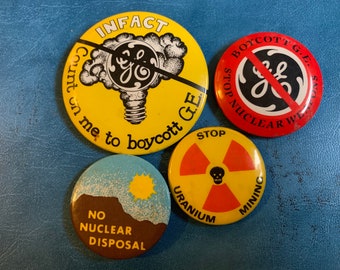 INFACT
GE
Count on me to boycott GE
BOYCOTT G.E.
GE
STOP NUCLEAR WEAPONS
NO
NUCLEAR
DISPOSAL
STOP
URANIUM
MINING